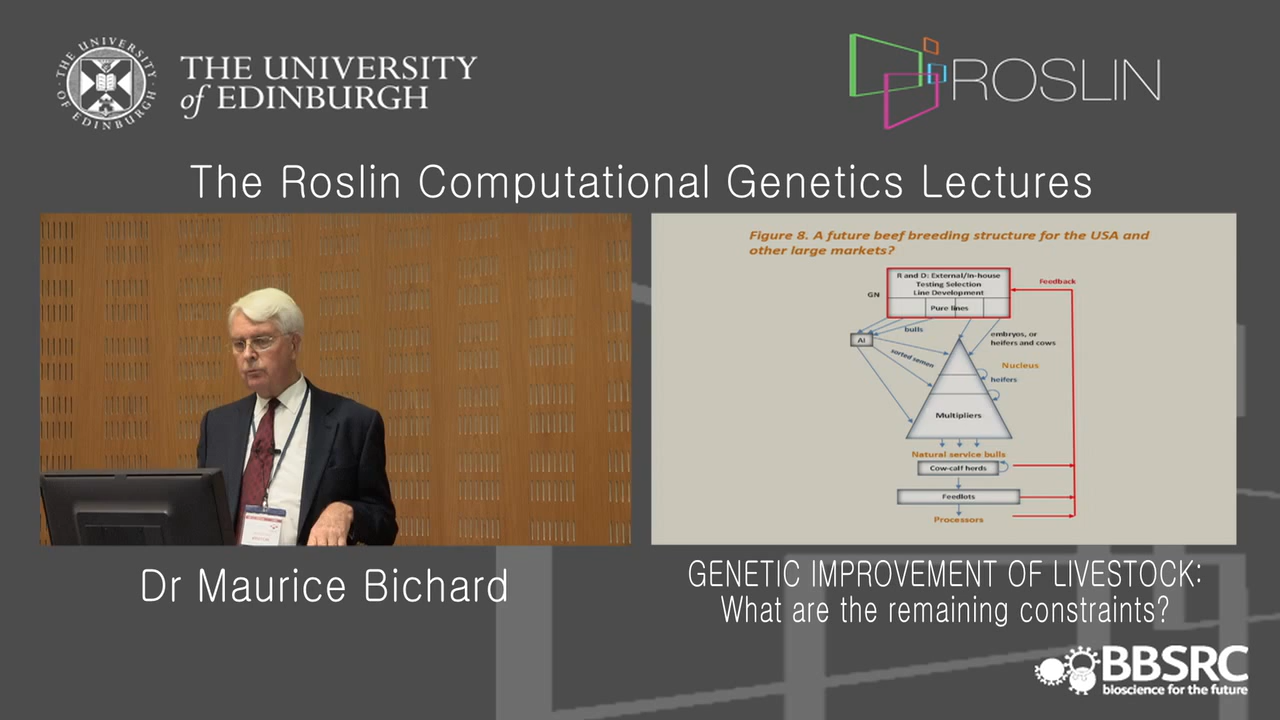 THE UNIVERSITY
of EDINBURGH
THE UNIVERSITY OF EDINBURGH
ROSLIN
The Roslin Computational Genetics Lectures
Figure 8. A future beef breeding structure for the USA and
other large markets?
R and D: External/In-house
Testing Selection
Line Development
GN
Pure lines
Feedback
bulls
AI
embroyos, or
heifers and cows
sorted semen
Nucleus
heifers
Multipliers
Natural service bulls
Cow-calf herds
Feedlots
Processors
Dr Maurice Bichard
GENETIC IMPROVEMENT OF LIVESTOCK:
What are the remaining constraints?
BBSRC
bioscience for the future